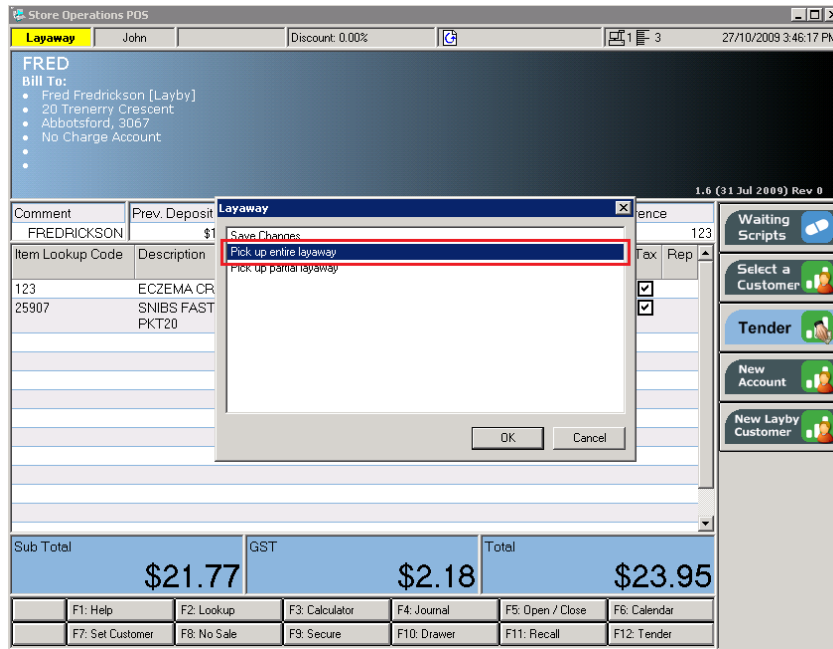 Store Operations POS
Layaway John Discount: 0.00% 1 3 27/10/2009 3:46:17 PM
FRED
Bill To:
• Fred Fredrickson [Layby]
• 20 Trenerry Crescent
• Abbotsford, 3067
• No Charge Account
1.6 (31 Jul 2009) Rev 0
Comment Prev. Deposit
FREDRICKSON $1 123
Item Lookup Code Description Tax Rep
123 ECZEMA CR
25907 SNIBS FAST
PKT20
Layaway
Save Changes
Pick up entire layaway
Pick up partial layaway
OK Cancel
Waiting
Scripts
Select a
Customer
Tender
New
Account
New Layby
Customer
Sub Total GST Total
$21.77 $2.18 $23.95
F1: Help F2: Lookup F3: Calculator F4: Journal F5: Open / Close F6: Calendar
F7: Set Customer F8: No Sale F9: Secure F10: Drawer F11: Recall F12: Tender